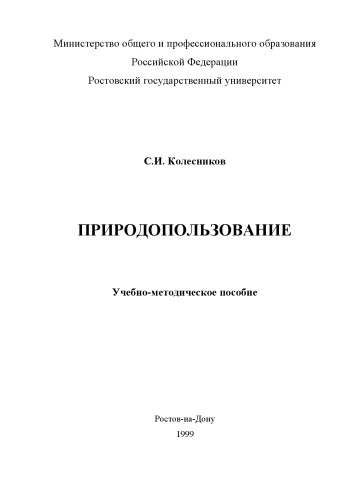 Министерство общего и профессионального образования
Российской Федерации
Ростовский государственный университет
С.И. Колесников
ПРИРОДОПОЛЬЗОВАНИЕ
Учебно-методическое пособие
Ростов-на-Дону
1999